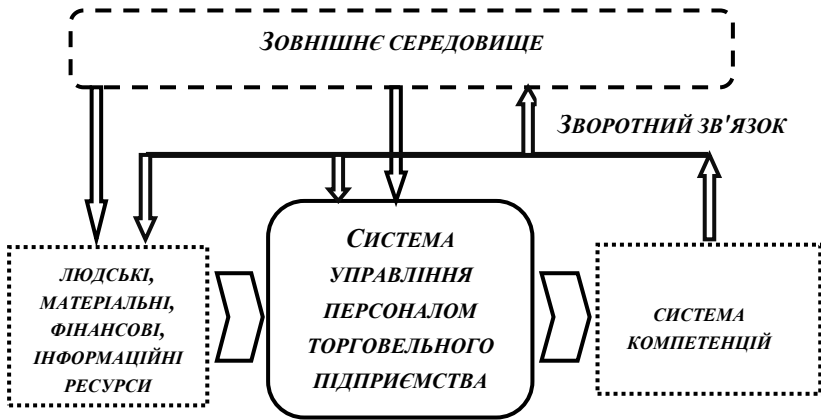 ЗОВНІШНЄ СЕРЕДОВИЩЕ
ЗВОРОТНИЙ ЗВ'ЯЗОК
ЛЮДСЬКІ,
МАТЕРІАЛЬНІ,
ФІНАНСОВІ,
ІНФОРМАЦІЙНІ
РЕСУРСИ
СИСТЕМА
УПРАВЛІННЯ
ПЕРСОНАЛОМ
ТОРГОВЕЛЬНОГО
ПІДПРИЄМСТВА
СИСТЕМА
КОМПЕТЕНЦІЙ